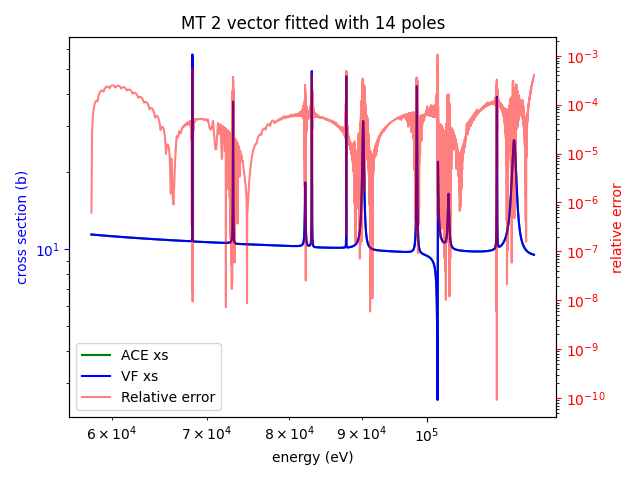 MT 2 vector fitted with 14 poles
cross section (b)
10¹
10⁻³
10⁻⁴
10⁻⁵
10⁻⁶
10⁻⁷
10⁻⁸
10⁻⁹
10⁻¹⁰
relative error
ACE xs
VF xs
Relative error
6 × 10⁴ 7 × 10⁴ 8 × 10⁴ 9 × 10⁴ 10⁵
energy (eV)